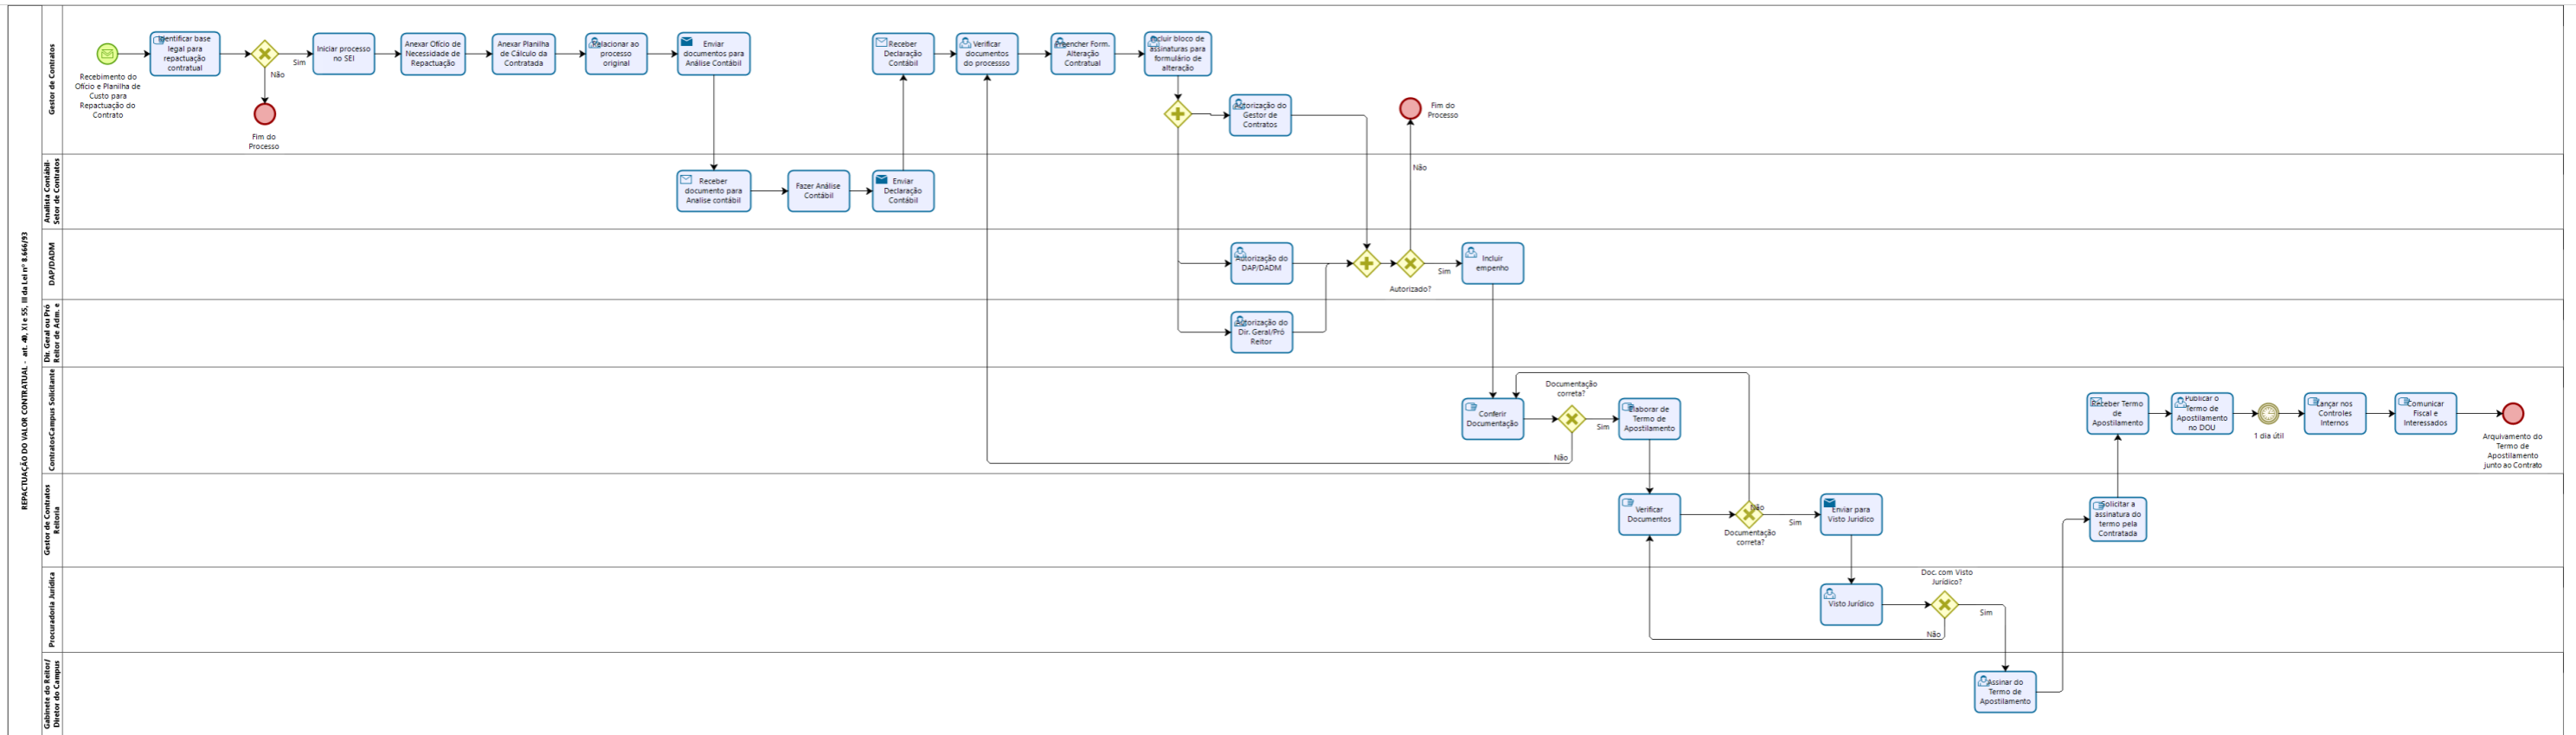 REPACTUAÇÃO DO VALOR CONTRATUAL - art. 40, XI e 55, III da Lei nº 8.666/93
Gestor de Contratos
Recebimento do
Ofício e Planilha de
Custo para
Repactuação do
Contrato
Identificar base
legal para
repactuação
contratual
Sim
Não
Fim do
Processo
Iniciar processo
no SEI
Anexar Ofício de
Necessidade de
Repactuação
Anexar Planilha
de Cálculo da
Contratada
Relacionar ao
processo
original
Enviar
documentos para
Análise Contábil
Receber
Declaração
Contábil
Verificar
documentos
do processso
Preencher Form.
Alteração
Contratual
Incluir bloco de
assinaturas para
formulário de
alteração
Autorização do
Gestor de
Contratos
Fim do
Processo
Não
Analista Contábil-
Setor de Contratos
Receber
documento para
Analise contábil
Fazer Análise
Contábil
Enviar
Declaração
Contábil
DAP/DADM
Autorização do
DAP/DADM
Autorizado?
Sim
Incluir
empenho
Dir. Geral ou Pró
Reitor de Adm. e
Autorização do
Dir. Geral/Pró
Reitor
ContratosCampus Solicitante
Conferir
Documentação
Documentação
correta?
Sim
Não
Elaborar de
Termo de
Apostilamento
Receber Termo
de
Apostilamento
Publicar o
Termo de
Apostilamento
no DOU
1 dia útil
Lançar nos
Controles
Internos
Comunicar
Fiscal e
Interessados
Arquivamento do
Termo de
Apostilamento
junto ao Contrato
Gestor de Contratos
Reitoria
Verificar
Documentos
Não
Documentação
correta?
Sim
Enviar para
Visto Jurídico
Solicitar a
assinatura do
termo pela
Contratada
Procuradoria Jurídica
Visto Jurídico
Doc. com Visto
Jurídico?
Sim
Não
Gabinete do Reitor/
Diretor do Campus
Assinar do
Termo de
Apostilamento